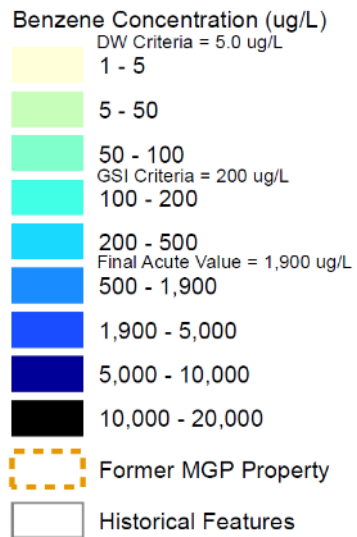 Benzene Concentration (ug/L)
DW Criteria = 5.0 ug/L
1 - 5
5 - 50
50 - 100
GSI Criteria = 200 ug/L
100 - 200
200 - 500
Final Acute Value = 1,900 ug/L
500 - 1,900
1,900 - 5,000
5,000 - 10,000
10,000 - 20,000
Former MGP Property
Historical Features